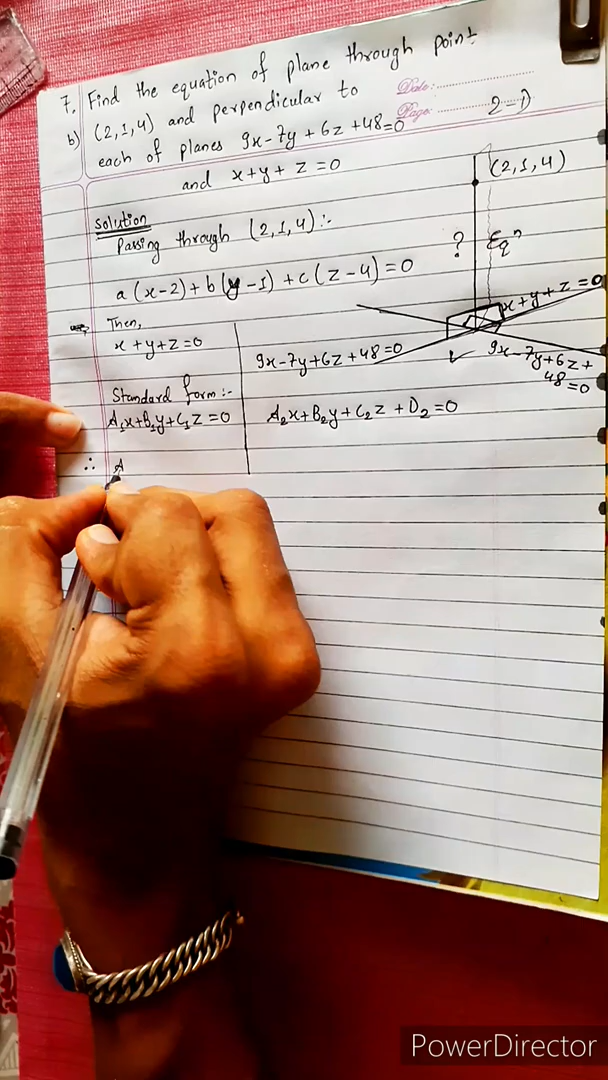 7. Find the equation of plane through point
b) (2,1,4) and perpendicular to
Date:
Page:
2-1)
each of planes 9x-7y+6z+48=0
and x+y+z=0
Solution
Passing through (2,1,4):-
a(x-2)+b(y-1)+c(z-4)=0
Then,
x+y+z=0
9x-7y+6z+48=0
Standard form:-
A₁x+B₁y+C₁z=0
A₂x+B₂y+C₂z+D₂=0
∴ A
(2,1,4)
? Eqⁿ
x+y+z=0
9x-7y+6z+
48=0
PowerDirector